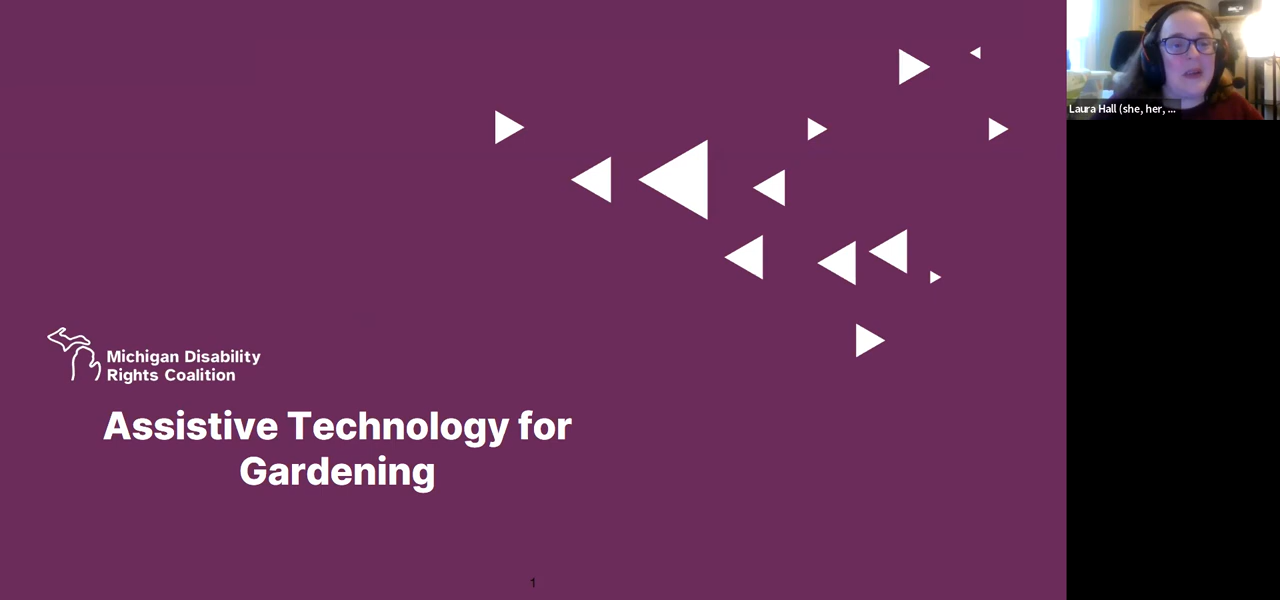 Laura Hall (she, her, ...
Michigan Disability
Rights Coalition
Assistive Technology for
Gardening
1